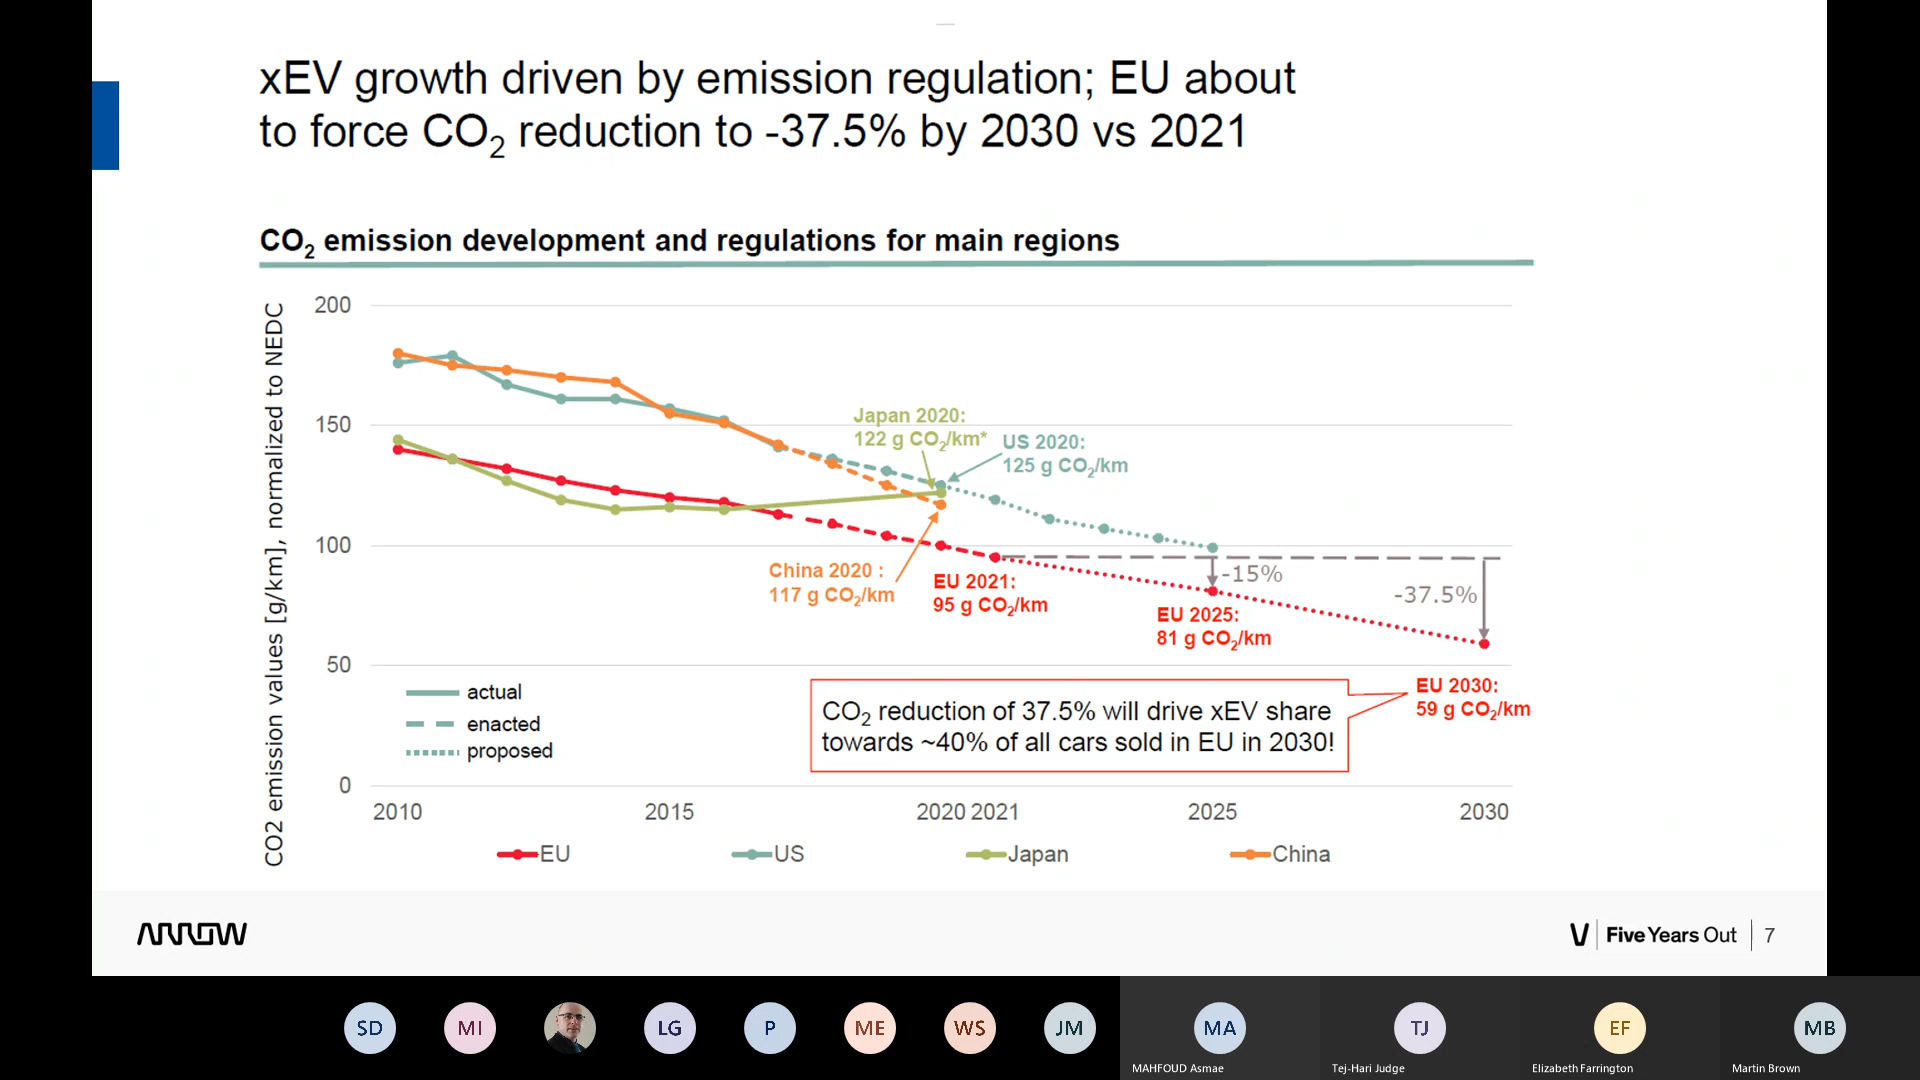 xEV growth driven by emission regulation; EU about
to force CO₂ reduction to -37.5% by 2030 vs 2021
CO₂ emission development and regulations for main regions
CO2 emission values [g/km], normalized to NEDC
200
150
100
50
0
Japan 2020:
122 g CO₂/km*
US 2020:
125 g CO₂/km
China 2020 :
117 g CO₂/km
EU 2021:
95 g CO₂/km
-15%
-37.5%
EU 2025:
81 g CO₂/km
EU 2030:
59 g CO₂/km
actual
enacted
proposed
CO₂ reduction of 37.5% will drive xEV share
towards ~40% of all cars sold in EU in 2030!
2010
2015
2020 2021
2025
2030
EU
US
Japan
China
ARROW
V | Five Years Out | 7
SD
MI
LG
P
ME
WS
JM
MA
TJ
EF
MB
MAHFOUD Asmae
Tej-Hari Judge
Elizabeth Farrington
Martin Brown